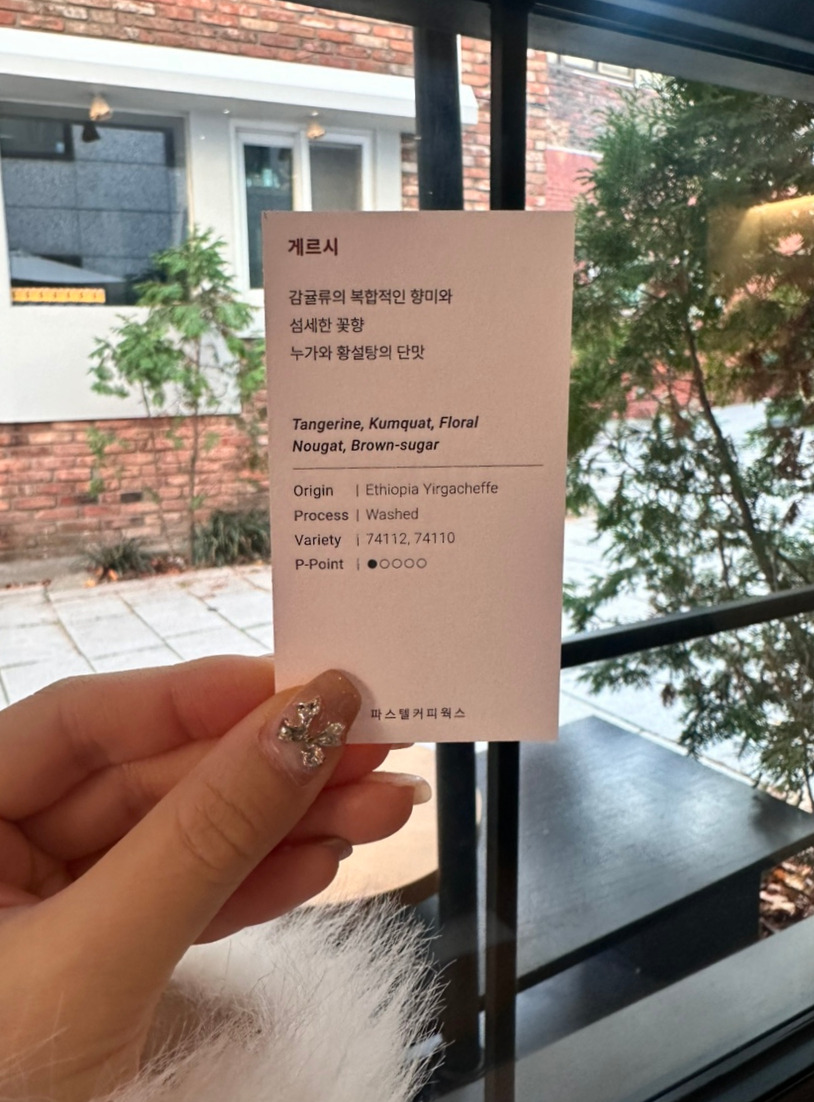 게르시
감귤류의 복합적인 향미와
섬세한 꽃향
누가와 황설탕의 단맛
Tangerine, Kumquat, Floral
Nougat, Brown-sugar
Origin | Ethiopia Yirgacheffe
Process | Washed
Variety | 74112, 74110
P-Point | ●○○○○
파스텔커피웍스